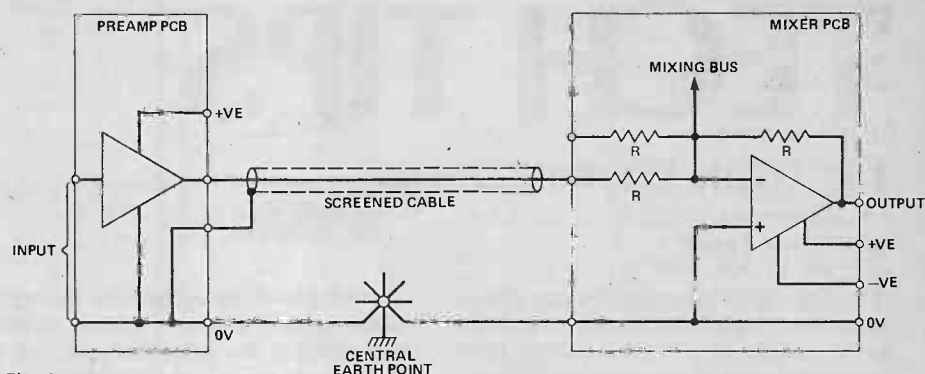 PREAMP PCB
MIXER PCB
MIXING BUS
+VE
R
R
R
−
+
SCREENED CABLE
INPUT
OUTPUT
+VE
−VE
0V
0V
CENTRAL
EARTH POINT